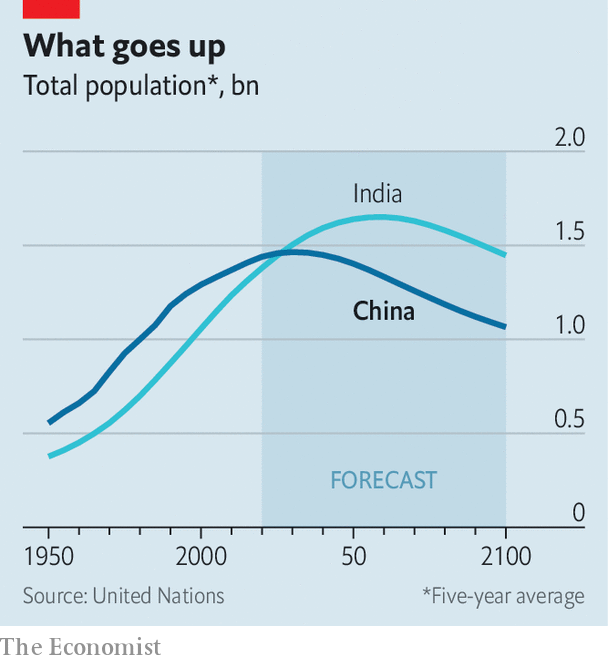 What goes up
Total population*, bn
2.0
India
1.5
China
1.0
0.5
FORECAST
0
1950 2000 50 2100
Source: United Nations *Five-year average
The Economist